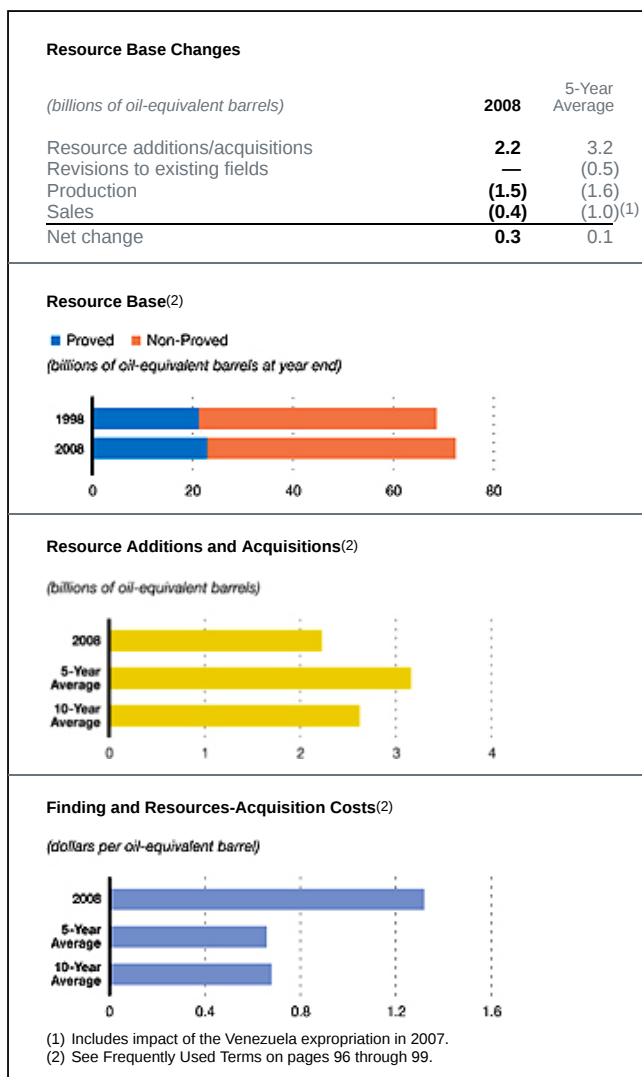 Resource Base Changes
5-Year
(billions of oil-equivalent barrels) 2008 Average
Resource additions/acquisitions 2.2 3.2
Revisions to existing fields — (0.5)
Production (1.5) (1.6)
Sales (0.4) (1.0)(1)
Net change 0.3 0.1
Resource Base(2)
Proved Non-Proved
(billions of oil-equivalent barrels at year end)
1998
2008
0 20 40 60 80
Resource Additions and Acquisitions(2)
(billions of oil-equivalent barrels)
2008
5-Year
Average
10-Year
Average
0 1 2 3 4
Finding and Resources-Acquisition Costs(2)
(dollars per oil-equivalent barrel)
2008
5-Year
Average
10-Year
Average
0 0.4 0.8 1.2 1.6
(1) Includes impact of the Venezuela expropriation in 2007.
(2) See Frequently Used Terms on pages 96 through 99.